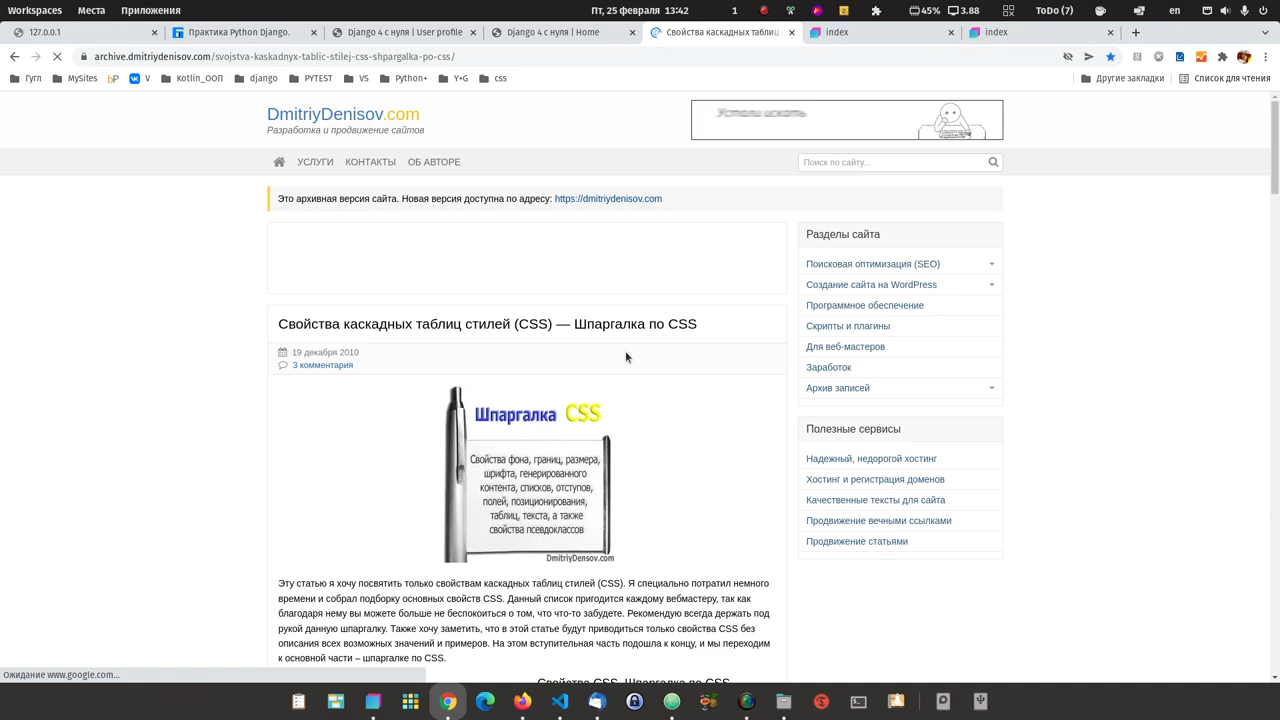 Workspaces Места Приложения Пт, 25 февраля 13:42 1 45% 3.88 ToDo (7) en
127.0.0.1 Практика Python Django. Django 4 с нуля | User profile Django 4 с нуля | Home Свойства каскадных таблиц index index
archive.dmitriydenisov.com/svojstva-kaskadnyx-tablic-stilej-css-shpargalka-po-css/
Гугл MySites bP V Kotlin_ООП django PYTEST VS Python+ Y+G css Другие закладки Список для чтения
DmitriyDenisov.com
Разработка и продвижение сайтов
Устали искать
УСЛУГИ КОНТАКТЫ ОБ АВТОРЕ Поиск по сайту...
Это архивная версия сайта. Новая версия доступна по адресу: https://dmitriydenisov.com
Разделы сайта
Поисковая оптимизация (SEO)
Создание сайта на WordPress
Программное обеспечение
Скрипты и плагины
Для веб-мастеров
Заработок
Архив записей
Полезные сервисы
Надежный, недорогой хостинг
Хостинг и регистрация доменов
Качественные тексты для сайта
Продвижение вечными ссылками
Продвижение статьями
Свойства каскадных таблиц стилей (CSS) — Шпаргалка по CSS
19 декабря 2010
3 комментария
Шпаргалка CSS
Свойства фона, границ, размера,
шрифта, генерированного
контента, списков, отступов,
полей, позиционирования,
таблиц, текста, а также
свойства псевдоклассов
DmitriyDensov.com
Эту статью я хочу посвятить только свойствам каскадных таблиц стилей (CSS). Я специально потратил немного
времени и собрал подборку основных свойств CSS. Данный список пригодится каждому вебмастеру, так как
благодаря нему вы можете больше не беспокоиться о том, что что-то забудете. Рекомендую всегда держать под
рукой данную шпаргалку. Также хочу заметить, что в этой статье будут приводиться только свойства CSS без
описания всех возможных значений и примеров. На этом вступительная часть подошла к концу, и мы переходим
к основной части – шпаргалке по CSS.
Свойства CSS. Шпаргалка по CSS
Ожидание www.google.com...